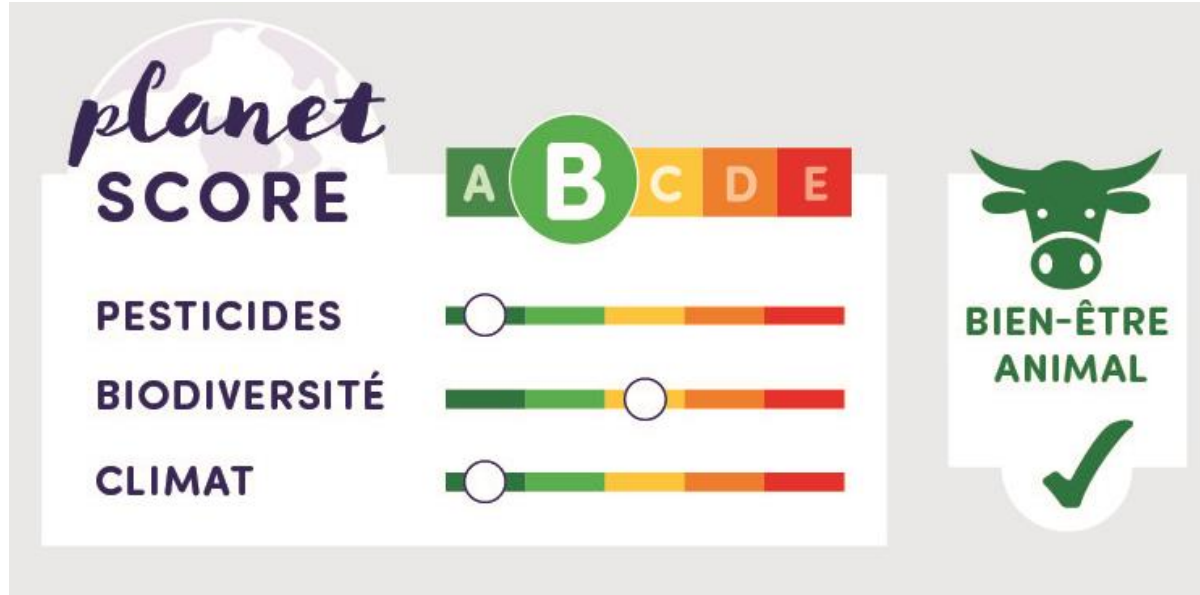 planet
SCORE
A B C D E
PESTICIDES
BIODIVERSITÉ
CLIMAT
BIEN-ÊTRE
ANIMAL